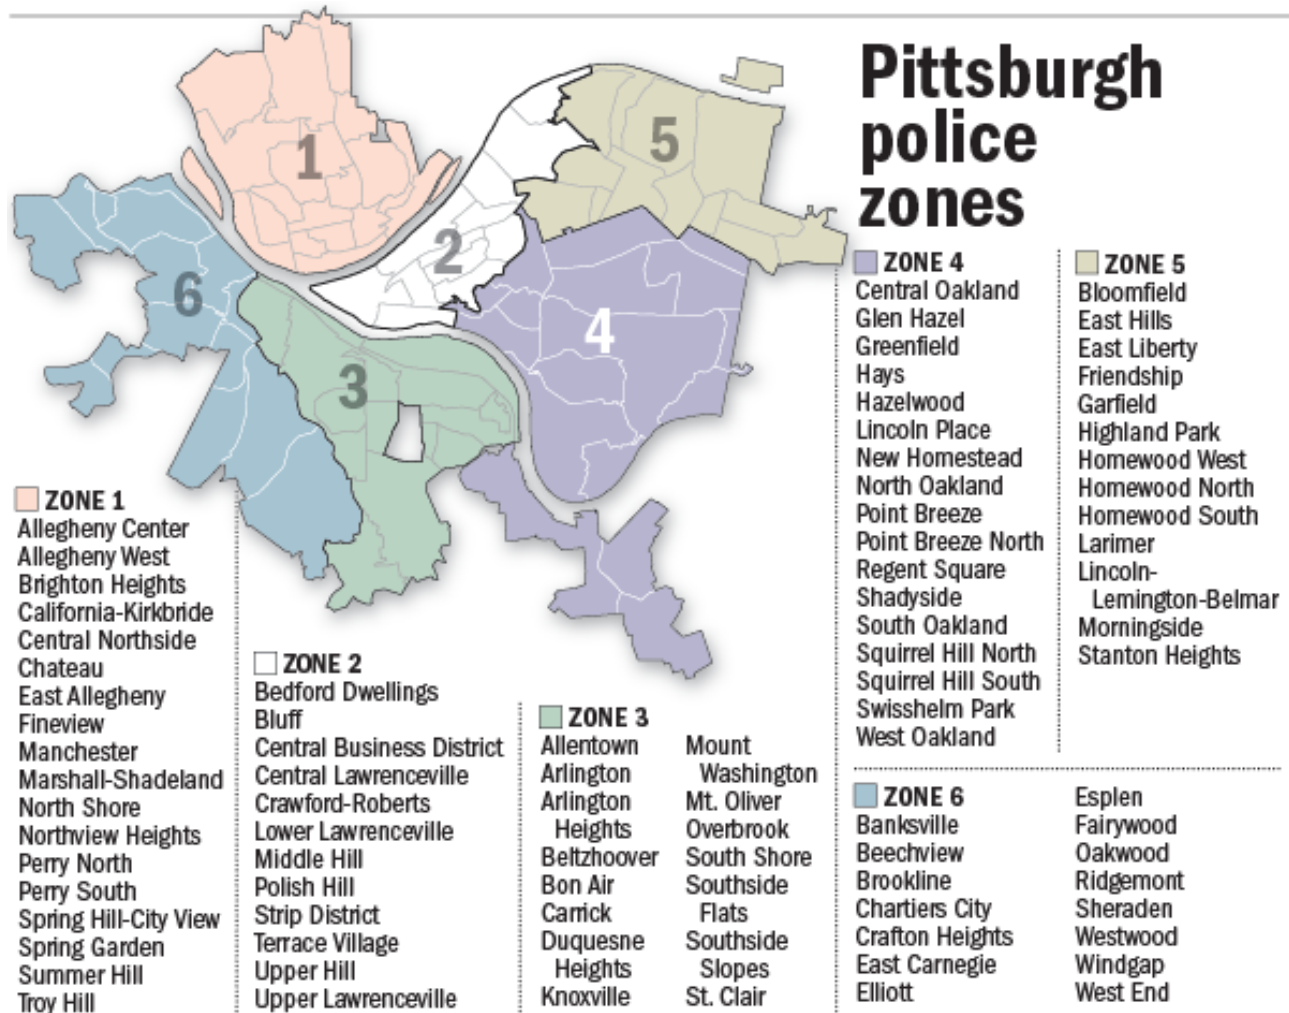 Pittsburgh
police
zones
1
2
3
4
5
6
ZONE 1
Allegheny Center
Allegheny West
Brighton Heights
California-Kirkbride
Central Northside
Chateau
East Allegheny
Fineview
Manchester
Marshall-Shadeland
North Shore
Northview Heights
Perry North
Perry South
Spring Hill-City View
Spring Garden
Summer Hill
Troy Hill
ZONE 2
Bedford Dwellings
Bluff
Central Business District
Central Lawrenceville
Crawford-Roberts
Lower Lawrenceville
Middle Hill
Polish Hill
Strip District
Terrace Village
Upper Hill
Upper Lawrenceville
ZONE 3
Allentown
Arlington
Arlington
Heights
Beltzhoover
Bon Air
Carrick
Duquesne
Heights
Knoxville
Mount
Washington
Mt. Oliver
Overbrook
South Shore
Southside
Flats
Southside
Slopes
St. Clair
ZONE 4
Central Oakland
Glen Hazel
Greenfield
Hays
Hazelwood
Lincoln Place
New Homestead
North Oakland
Point Breeze
Point Breeze North
Regent Square
Shadyside
South Oakland
Squirrel Hill North
Squirrel Hill South
Swisshelm Park
West Oakland
ZONE 5
Bloomfield
East Hills
East Liberty
Friendship
Garfield
Highland Park
Homewood West
Homewood North
Homewood South
Larimer
Lincoln-
Lemington-Belmar
Morningside
Stanton Heights
ZONE 6
Banksville
Beechview
Brookline
Chartiers City
Crafton Heights
East Carnegie
Elliott
Esplen
Fairywood
Oakwood
Ridgemont
Sheraden
Westwood
Windgap
West End